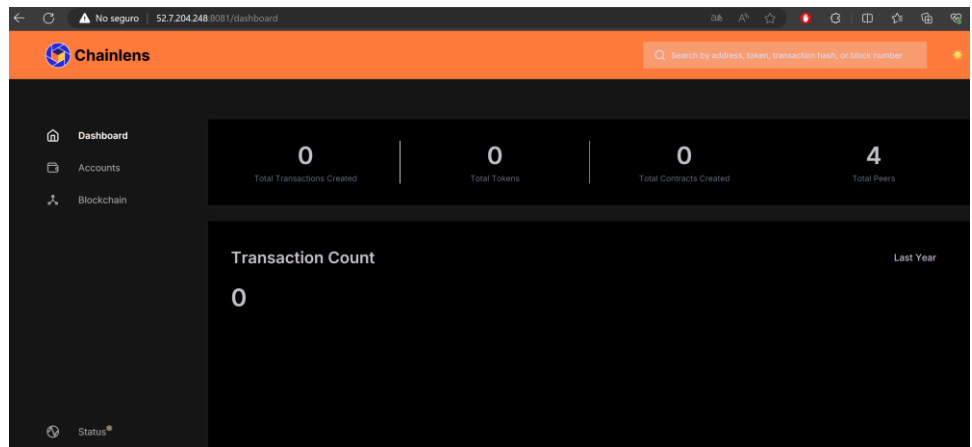 No seguro 52.7.204.248:8081/dashboard
Chainlens
Search by address, token, transaction hash, or block number
Dashboard
Accounts
Blockchain
0
Total Transactions Created
0
Total Tokens
0
Total Contracts Created
4
Total Peers
Transaction Count
Last Year
0
Status